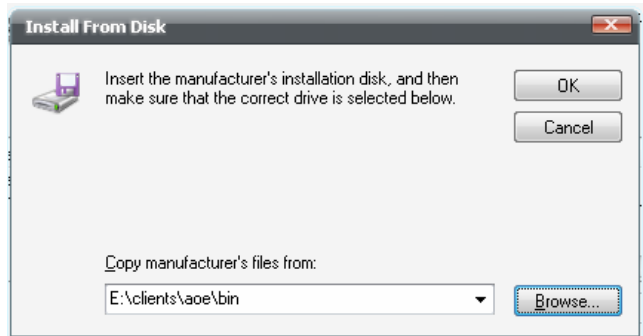 Install From Disk
Insert the manufacturer's installation disk, and then
make sure that the correct drive is selected below.
OK
Cancel
Copy manufacturer's files from:
E:\clients\aoe\bin
Browse...